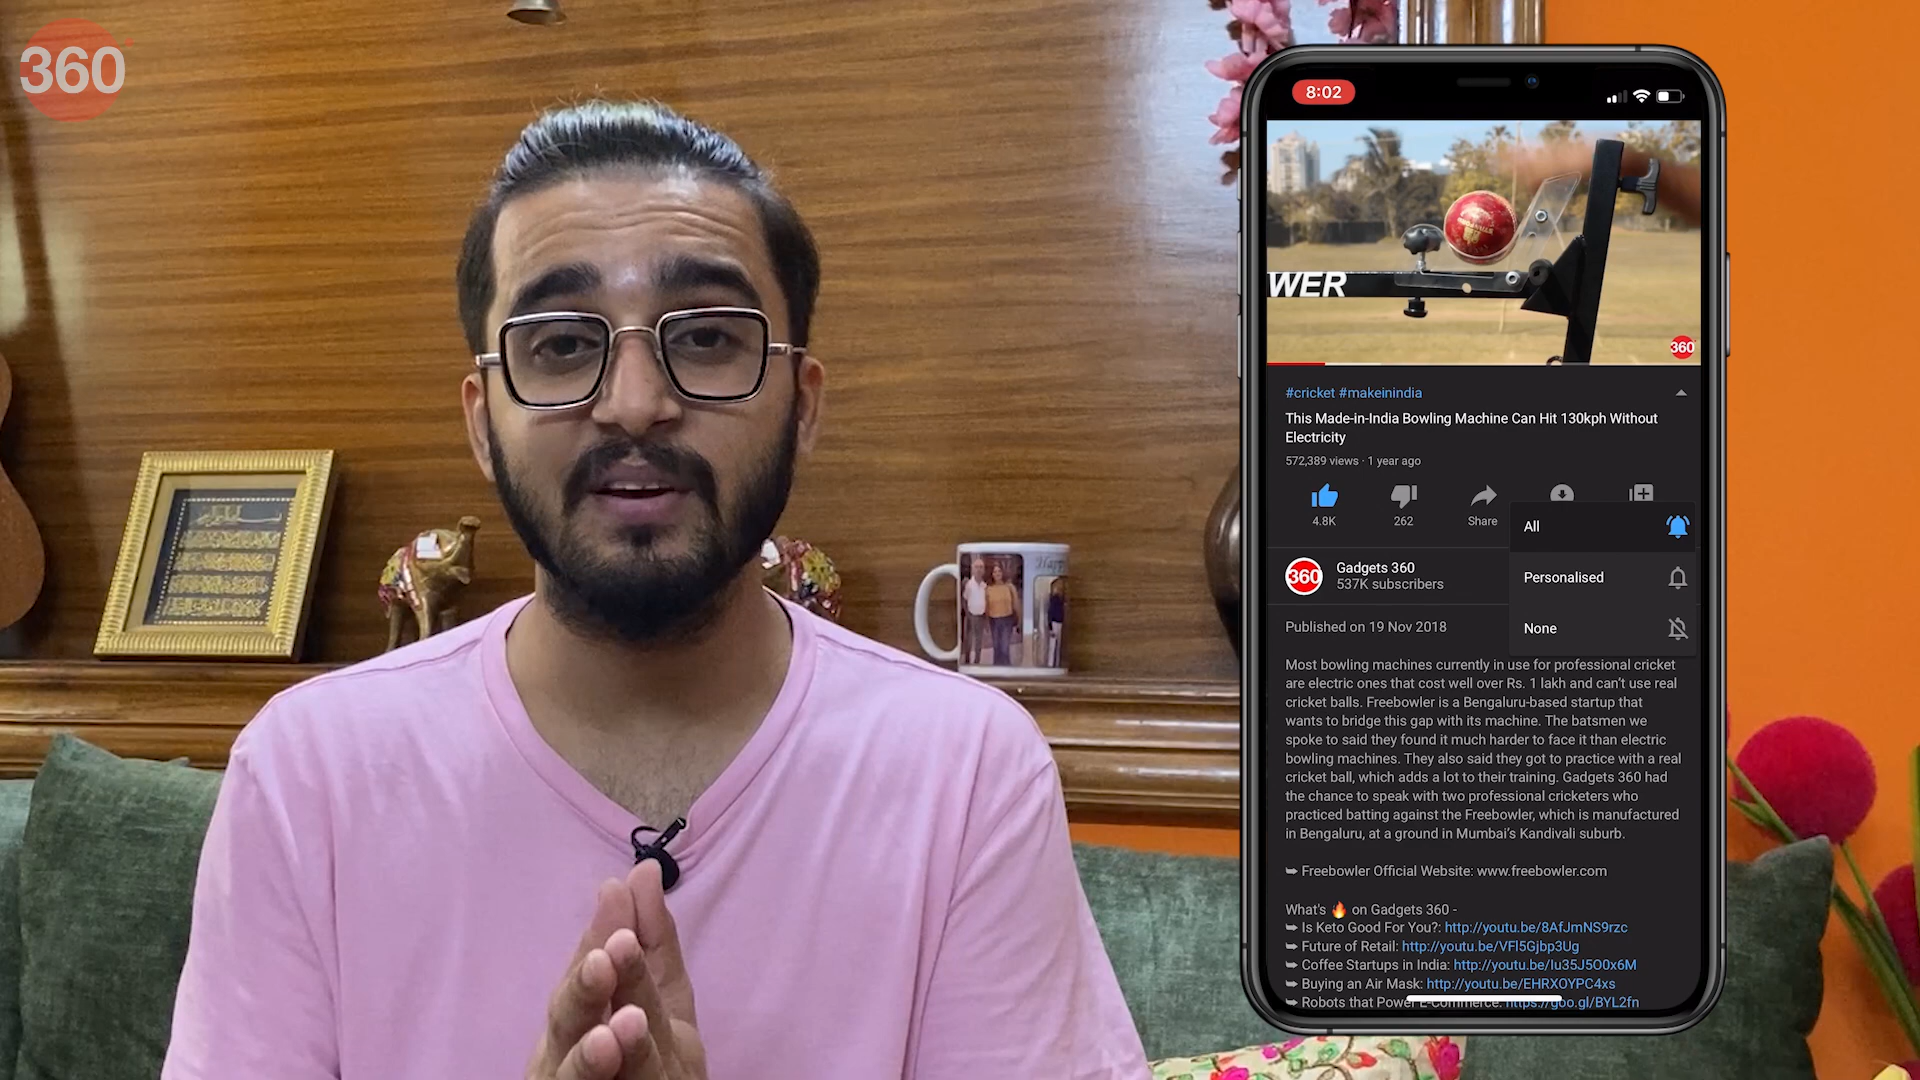 360
8:02
WER
360
#cricket #makeinindia
This Made-in-India Bowling Machine Can Hit 130kph Without
Electricity
572,389 views · 1 year ago
4.8K
262
Share
All
Personalised
None
360
Gadgets 360
537K subscribers
Published on 19 Nov 2018
Most bowling machines currently in use for professional cricket
are electric ones that cost well over Rs. 1 lakh and can't use real
cricket balls. Freebowler is a Bengaluru-based startup that
wants to bridge this gap with its machine. The batsmen we
spoke to said they found it much harder to face it than electric
bowling machines. They also said they got to practice with a real
cricket ball, which adds a lot to their training. Gadgets 360 had
the chance to speak with two professional cricketers who
practiced batting against the Freebowler, which is manufactured
in Bengaluru, at a ground in Mumbai's Kandivali suburb.
➥ Freebowler Official Website: www.freebowler.com
What's 🔥 on Gadgets 360 -
➥ Is Keto Good For You?: http://youtu.be/8AfJmNS9rzc
➥ Future of Retail: http://youtu.be/VFl5Gjbp3Ug
➥ Coffee Startups in India: http://youtu.be/Iu35J5O0x6M
➥ Buying an Air Mask: http://youtu.be/EHRXOYPC4xs
➥ Robots that Power E-Commerce: https://goo.gl/BYL2fn